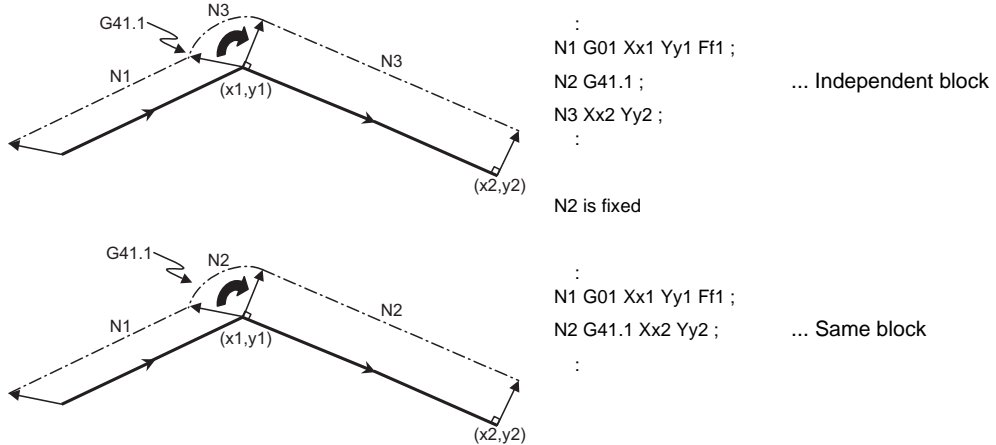 N3
G41.1
N1
N3
(x1,y1)
(x2,y2)
:
N1 G01 Xx1 Yy1 Ff1 ;
N2 G41.1 ; ... Independent block
N3 Xx2 Yy2 ;
:
N2 is fixed
G41.1
N2
N1
N2
(x1,y1)
(x2,y2)
:
N1 G01 Xx1 Yy1 Ff1 ;
N2 G41.1 Xx2 Yy2 ; ... Same block
: